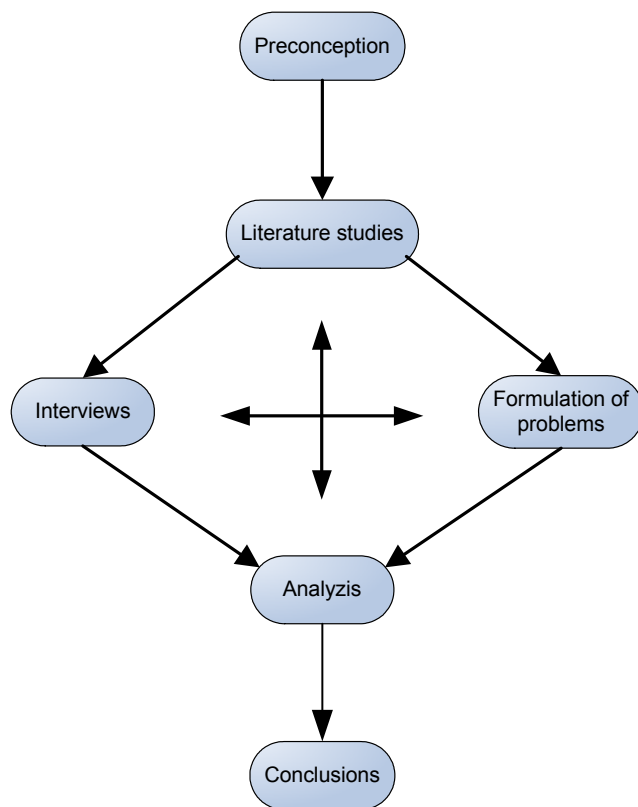 Preconception
Literature studies
Interviews
Formulation of
problems
Analyzis
Conclusions